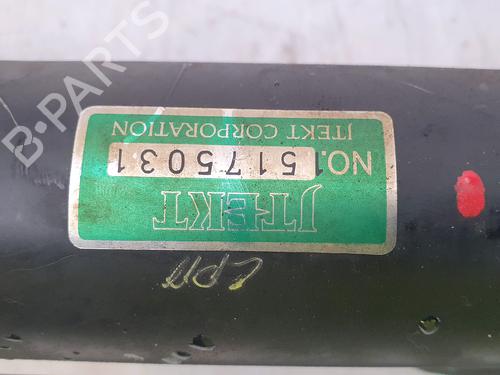 JTEKT
NO.15175031
JTEKT CORPORATION
B-PARTS